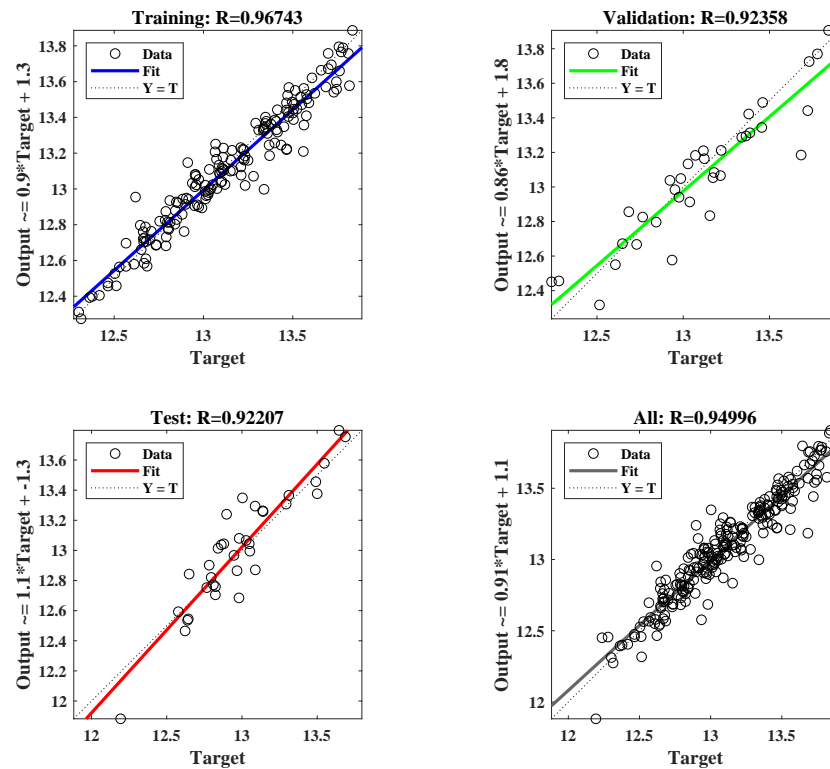 Training: R=0.96743
Output ~= 0.9*Target + 1.3
13.8
13.6
13.4
13.2
13
12.8
12.6
12.4
Data
Fit
Y = T
12.5 13 13.5
Target
Validation: R=0.92358
Output ~= 0.86*Target + 1.8
13.8
13.6
13.4
13.2
13
12.8
12.6
12.4
Data
Fit
Y = T
12.5 13 13.5
Target
Test: R=0.92207
Output ~= 1.1*Target + -1.3
13.6
13.4
13.2
13
12.8
12.6
12.4
12.2
12
Data
Fit
Y = T
12 12.5 13 13.5
Target
All: R=0.94996
Output ~= 0.91*Target + 1.1
13.5
13
12.5
12
Data
Fit
Y = T
12 12.5 13 13.5
Target